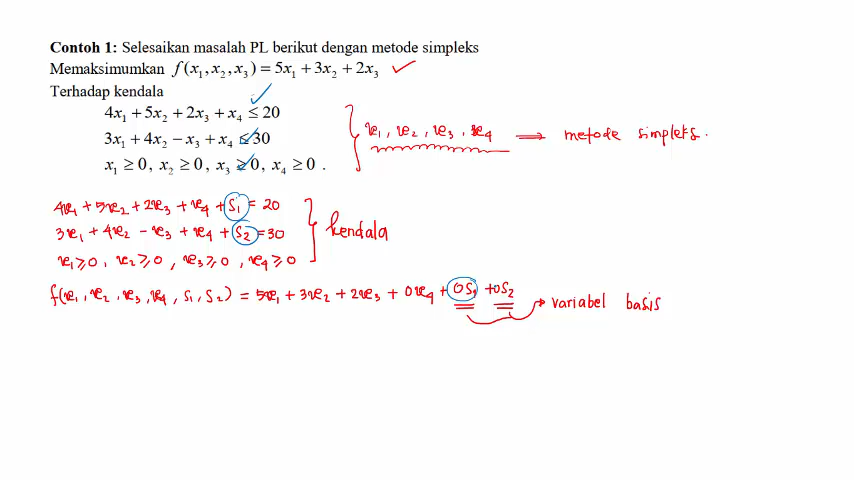 Contoh 1: Selesaikan masalah PL berikut dengan metode simpleks
Memaksimumkan f(x₁, x₂, x₃) = 5x₁ + 3x₂ + 2x₃
Terhadap kendala
4x₁ + 5x₂ + 2x₃ + x₄ ≤ 20
3x₁ + 4x₂ − x₃ + x₄ ≤ 30
x₁ ≥ 0, x₂ ≥ 0, x₃ ≥ 0, x₄ ≥ 0 .
x₁, x₂, x₃, x₄ ⟹ metode simpleks.
4x₁ + 5x₂ + 2x₃ + x₄ + S₁ = 20
3x₁ + 4x₂ − x₃ + x₄ + S₂ = 30
x₁ ≥ 0, x₂ ≥ 0, x₃ ≥ 0, x₄ ≥ 0
kendala
f(x₁, x₂, x₃, x₄, S₁, S₂) = 5x₁ + 3x₂ + 2x₃ + 0x₄ + 0S₁ + 0S₂
variabel basis